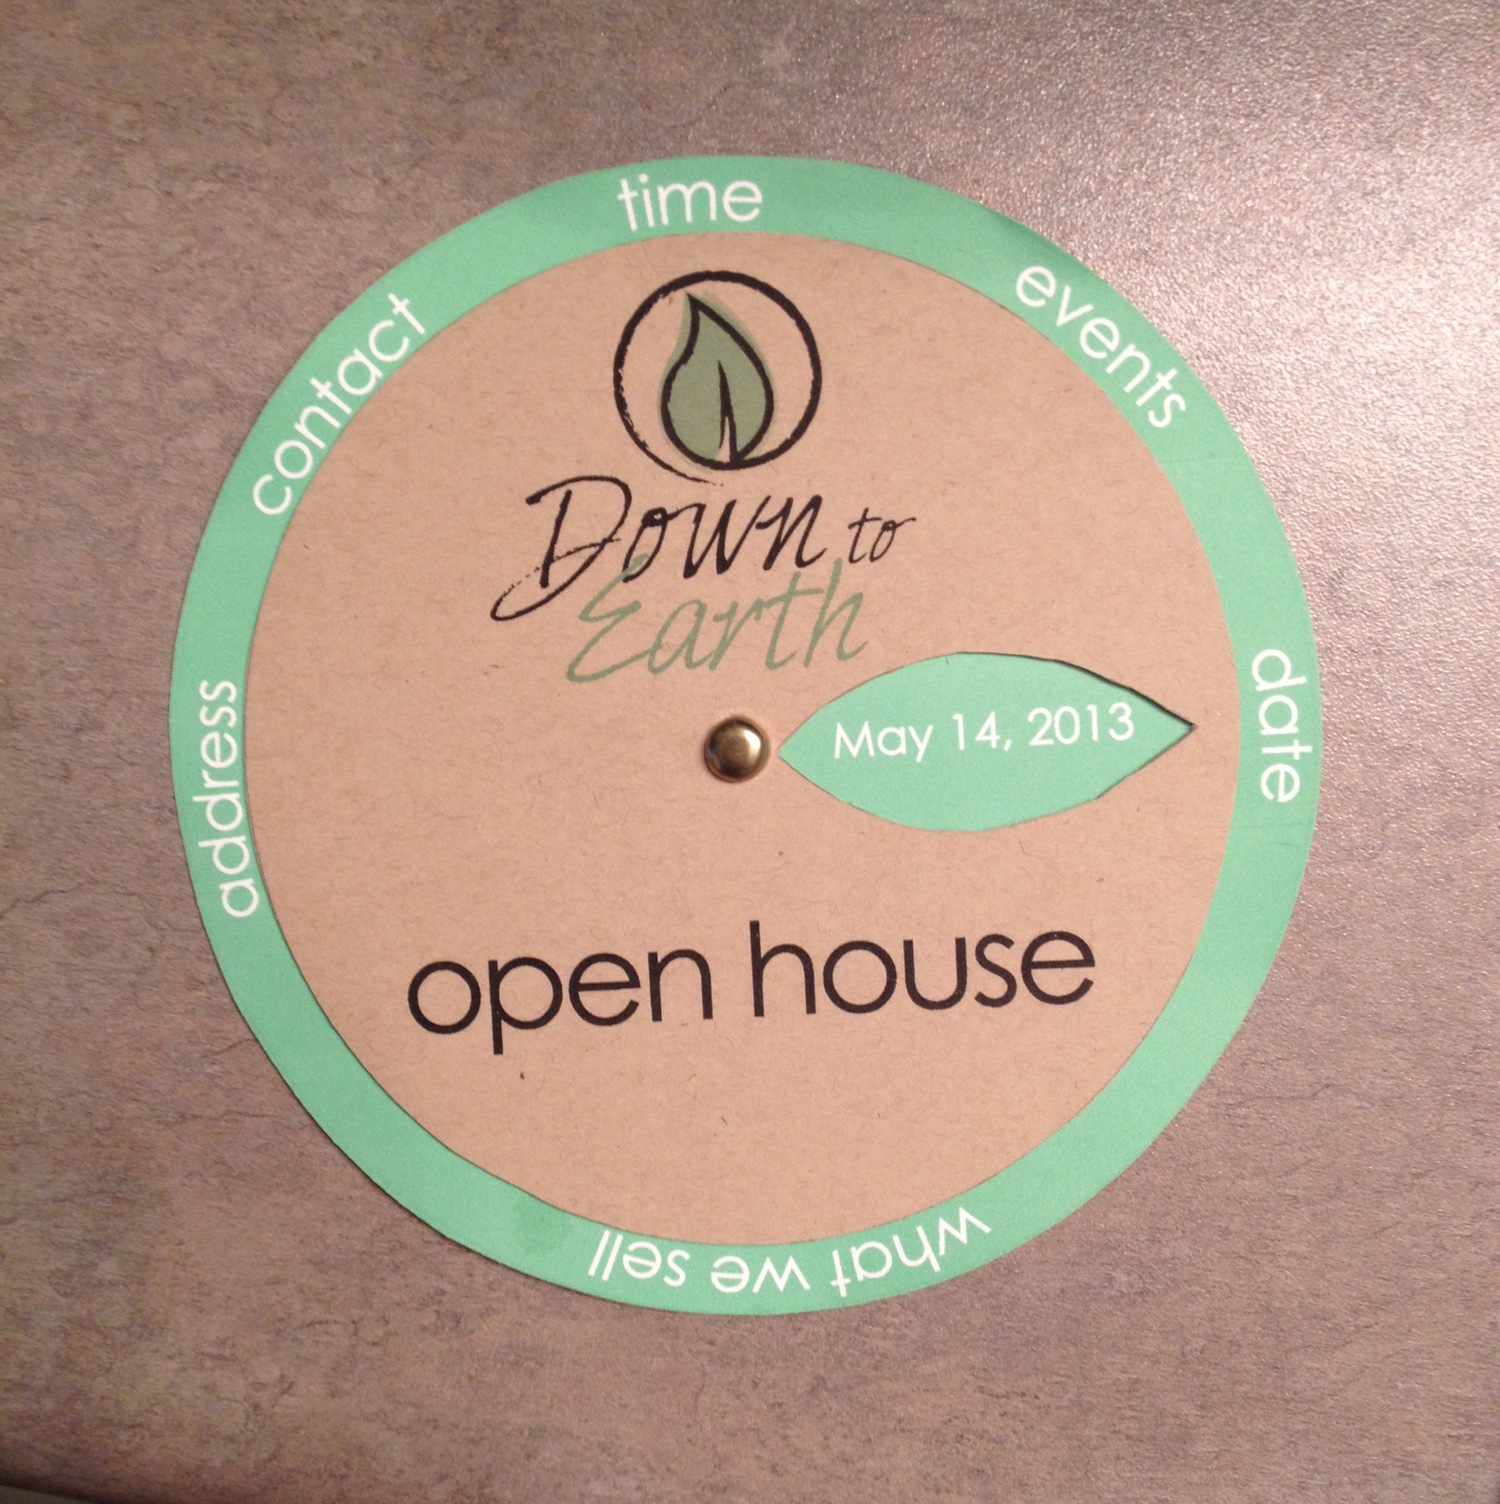 time
events
date
what we sell
address
contact
Down to
Earth
May 14, 2013
open house